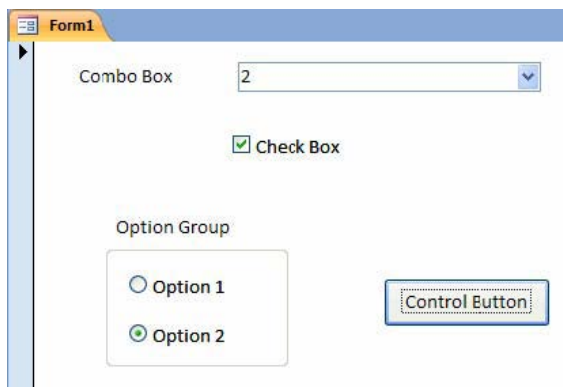 Form1
Combo Box 2
Check Box
Option Group
Option 1
Option 2
Control Button